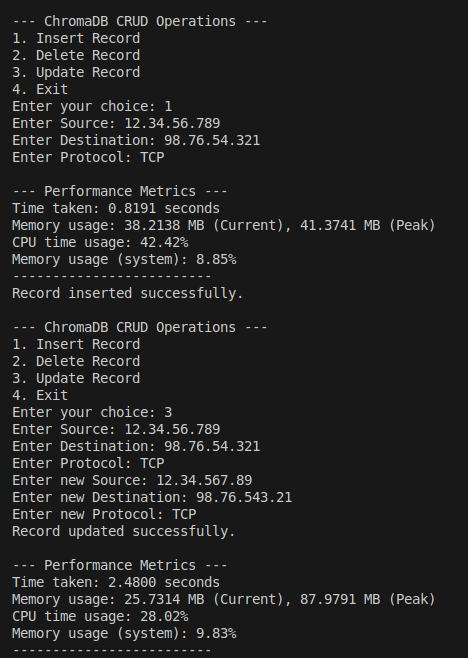 --- ChromaDB CRUD Operations ---
1. Insert Record
2. Delete Record
3. Update Record
4. Exit
Enter your choice: 1
Enter Source: 12.34.56.789
Enter Destination: 98.76.54.321
Enter Protocol: TCP

--- Performance Metrics ---
Time taken: 0.8191 seconds
Memory usage: 38.2138 MB (Current), 41.3741 MB (Peak)
CPU time usage: 42.42%
Memory usage (system): 8.85%
-------------------------
Record inserted successfully.

--- ChromaDB CRUD Operations ---
1. Insert Record
2. Delete Record
3. Update Record
4. Exit
Enter your choice: 3
Enter Source: 12.34.56.789
Enter Destination: 98.76.54.321
Enter Protocol: TCP
Enter new Source: 12.34.567.89
Enter new Destination: 98.76.543.21
Enter new Protocol: TCP
Record updated successfully.

--- Performance Metrics ---
Time taken: 2.4800 seconds
Memory usage: 25.7314 MB (Current), 87.9791 MB (Peak)
CPU time usage: 28.02%
Memory usage (system): 9.83%
-------------------------